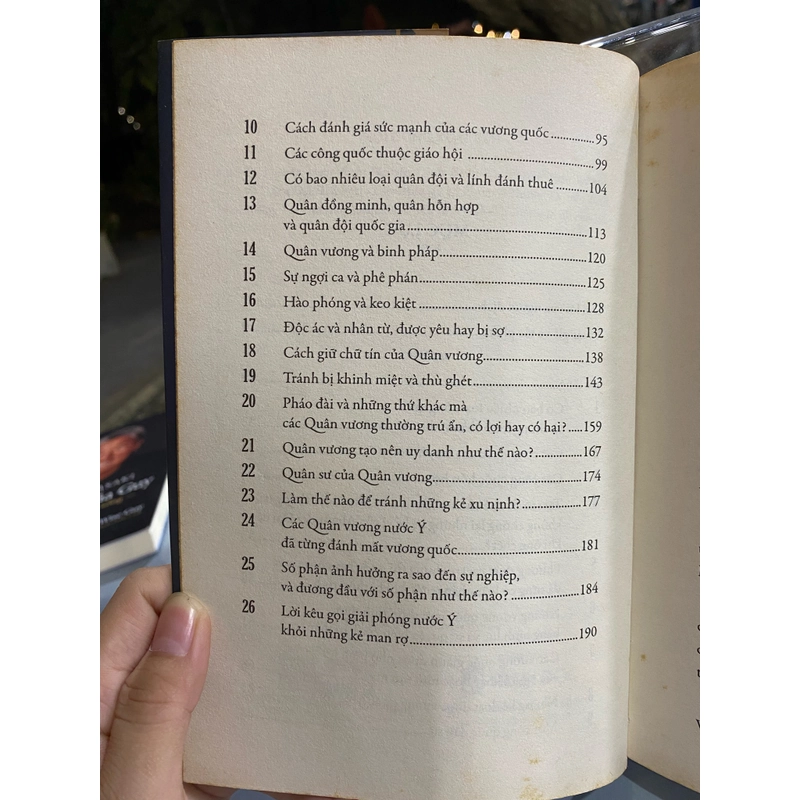 10 Cách đánh giá sức mạnh của các vương quốc..............95
11 Các công quốc thuộc giáo hội ..............................99
12 Có bao nhiêu loại quân đội và lính đánh thuê..........104
13 Quân đồng minh, quân hỗn hợp
và quân đội quốc gia..............................................113
14 Quân vương và binh pháp.....................................120
15 Sự ngợi ca và phê phán..........................................125
16 Hào phóng và keo kiệt..........................................128
17 Độc ác và nhân từ, được yêu hay bị sợ....................132
18 Cách giữ chữ tín của Quân vương..........................138
19 Tránh bị khinh miệt và thù ghét............................143
20 Pháo đài và những thứ khác mà
các Quân vương thường trú ẩn, có lợi hay có hại?.....159
21 Quân vương tạo nên uy danh như thế nào?............167
22 Quân sư của Quân vương......................................174
23 Làm thế nào để tránh những kẻ xu nịnh?...............177
24 Các Quân vương nước Ý
đã từng đánh mất vương quốc................................181
25 Số phận ảnh hưởng ra sao đến sự nghiệp,
và đương đầu với số phận như thế nào?..................184
26 Lời kêu gọi giải phóng nước Ý
khỏi những kẻ man rợ...........................................190